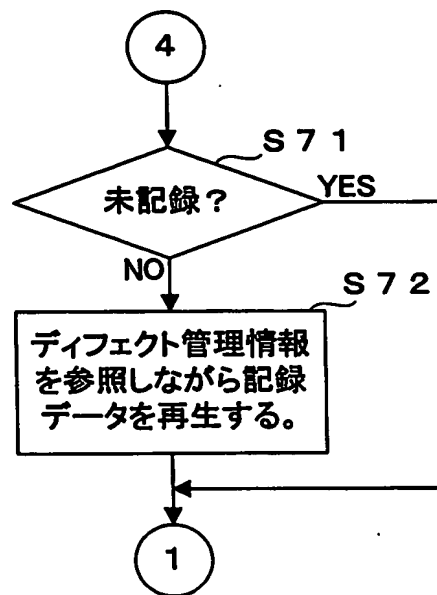 4
S71
未記録？
YES
NO
S72
ディフェクト管理情報
を参照しながら記録
データを再生する。
1